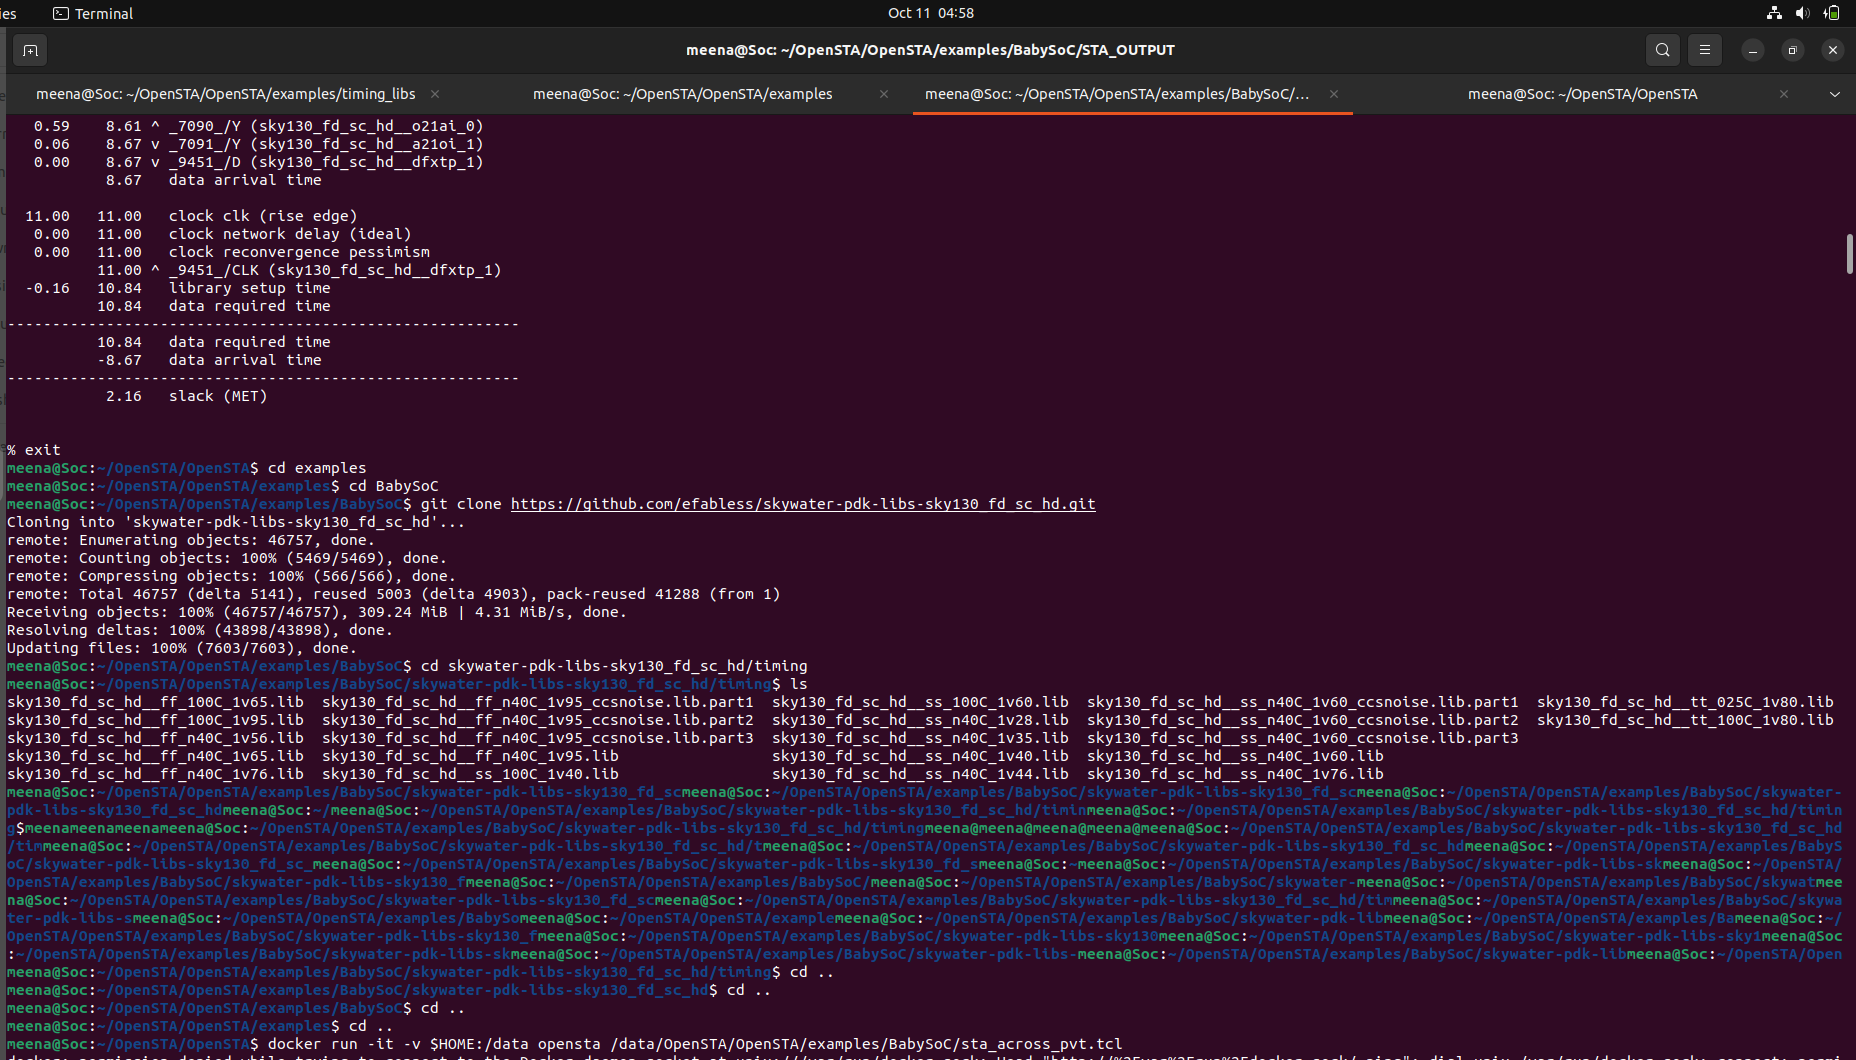 ies
Terminal
Oct 11 04:58
meena@Soc: ~/OpenSTA/OpenSTA/examples/BabySoC/STA_OUTPUT
meena@Soc: ~/OpenSTA/OpenSTA/examples/timing_libs
meena@Soc: ~/OpenSTA/OpenSTA/examples
meena@Soc: ~/OpenSTA/OpenSTA/examples/BabySoC/...
meena@Soc: ~/OpenSTA/OpenSTA
0.59 8.61 ^ _7090_/Y (sky130_fd_sc_hd__o21ai_0)
0.06 8.67 v _7091_/Y (sky130_fd_sc_hd__a21oi_1)
0.00 8.67 v _9451_/D (sky130_fd_sc_hd__dfxtp_1)
8.67 data arrival time
11.00 11.00 clock clk (rise edge)
0.00 11.00 clock network delay (ideal)
0.00 11.00 clock reconvergence pessimism
11.00 ^ _9451_/CLK (sky130_fd_sc_hd__dfxtp_1)
-0.16 10.84 library setup time
10.84 data required time
---------------------------------------------------------
10.84 data required time
-8.67 data arrival time
---------------------------------------------------------
2.16 slack (MET)
% exit
meena@Soc:~/OpenSTA/OpenSTA$ cd examples
meena@Soc:~/OpenSTA/OpenSTA/examples$ cd BabySoC
meena@Soc:~/OpenSTA/OpenSTA/examples/BabySoC$ git clone https://github.com/efabless/skywater-pdk-libs-sky130_fd_sc_hd.git
Cloning into 'skywater-pdk-libs-sky130_fd_sc_hd'...
remote: Enumerating objects: 46757, done.
remote: Counting objects: 100% (5469/5469), done.
remote: Compressing objects: 100% (566/566), done.
remote: Total 46757 (delta 5141), reused 5003 (delta 4903), pack-reused 41288 (from 1)
Receiving objects: 100% (46757/46757), 309.24 MiB | 4.31 MiB/s, done.
Resolving deltas: 100% (43898/43898), done.
Updating files: 100% (7603/7603), done.
meena@Soc:~/OpenSTA/OpenSTA/examples/BabySoC$ cd skywater-pdk-libs-sky130_fd_sc_hd/timing
meena@Soc:~/OpenSTA/OpenSTA/examples/BabySoC/skywater-pdk-libs-sky130_fd_sc_hd/timing$ ls
sky130_fd_sc_hd__ff_100C_1v65.lib sky130_fd_sc_hd__ff_n40C_1v95_ccsnoise.lib.part1 sky130_fd_sc_hd__ss_100C_1v60.lib sky130_fd_sc_hd__ss_n40C_1v60_ccsnoise.lib.part1 sky130_fd_sc_hd__tt_025C_1v80.lib
sky130_fd_sc_hd__ff_100C_1v95.lib sky130_fd_sc_hd__ff_n40C_1v95_ccsnoise.lib.part2 sky130_fd_sc_hd__ss_n40C_1v28.lib sky130_fd_sc_hd__ss_n40C_1v60_ccsnoise.lib.part2 sky130_fd_sc_hd__tt_100C_1v80.lib
sky130_fd_sc_hd__ff_n40C_1v56.lib sky130_fd_sc_hd__ff_n40C_1v95_ccsnoise.lib.part3 sky130_fd_sc_hd__ss_n40C_1v35.lib sky130_fd_sc_hd__ss_n40C_1v60_ccsnoise.lib.part3
sky130_fd_sc_hd__ff_n40C_1v65.lib sky130_fd_sc_hd__ff_n40C_1v95.lib sky130_fd_sc_hd__ss_n40C_1v40.lib sky130_fd_sc_hd__ss_n40C_1v60.lib
sky130_fd_sc_hd__ff_n40C_1v76.lib sky130_fd_sc_hd__ss_100C_1v40.lib sky130_fd_sc_hd__ss_n40C_1v44.lib sky130_fd_sc_hd__ss_n40C_1v76.lib
meena@Soc:~/OpenSTA/OpenSTA/examples/BabySoC/skywater-pdk-libs-sky130_fd_scmeena@Soc:~/OpenSTA/OpenSTA/examples/BabySoC/skywater-pdk-libs-sky130_fd_scmeena@Soc:~/OpenSTA/OpenSTA/examples/BabySoC/skywater-
pdk-libs-sky130_fd_sc_hdmeena@Soc:~/meena@Soc:~/OpenSTA/OpenSTA/examples/BabySoC/skywater-pdk-libs-sky130_fd_sc_hd/timinmeena@Soc:~/OpenSTA/OpenSTA/examples/BabySoC/skywater-pdk-libs-sky130_fd_sc_hd/timin
g$meenameenameenameena@Soc:~/OpenSTA/OpenSTA/examples/BabySoC/skywater-pdk-libs-sky130_fd_sc_hd/timingmeena@meena@meena@meena@meena@Soc:~/OpenSTA/OpenSTA/examples/BabySoC/skywater-pdk-libs-sky130_fd_sc_hd
/timmeena@Soc:~/OpenSTA/OpenSTA/examples/BabySoC/skywater-pdk-libs-sky130_fd_sc_hd/tmeena@Soc:~/OpenSTA/OpenSTA/examples/BabySoC/skywater-pdk-libs-sky130_fd_sc_hdmeena@Soc:~/OpenSTA/OpenSTA/examples/BabyS
oC/skywater-pdk-libs-sky130_fd_sc_meena@Soc:~/OpenSTA/OpenSTA/examples/BabySoC/skywater-pdk-libs-sky130_fd_smeena@Soc:~meena@Soc:~/OpenSTA/OpenSTA/examples/BabySoC/skywater-pdk-libs-skmeena@Soc:~/OpenSTA/
OpenSTA/examples/BabySoC/skywater-pdk-libs-sky130_fmeena@Soc:~/OpenSTA/OpenSTA/examples/BabySoC/meena@Soc:~/OpenSTA/OpenSTA/examples/BabySoC/skywater-meena@Soc:~/OpenSTA/OpenSTA/examples/BabySoC/skywatmee
na@Soc:~/OpenSTA/OpenSTA/examples/BabySoC/skywater-pdk-libs-sky130_fd_scmeena@Soc:~/OpenSTA/OpenSTA/examples/BabySoC/skywater-pdk-libs-sky130_fd_sc_hd/timmeena@Soc:~/OpenSTA/OpenSTA/examples/BabySoC/skywa
ter-pdk-libs-smeena@Soc:~/OpenSTA/OpenSTA/examples/BabySomeena@Soc:~/OpenSTA/OpenSTA/examplemeena@Soc:~/OpenSTA/OpenSTA/examples/BabySoC/skywater-pdk-libmeena@Soc:~/OpenSTA/OpenSTA/examples/Bameena@Soc:~/
OpenSTA/OpenSTA/examples/BabySoC/skywater-pdk-libs-sky130_fmeena@Soc:~/OpenSTA/OpenSTA/examples/BabySoC/skywater-pdk-libs-sky130meena@Soc:~/OpenSTA/OpenSTA/examples/BabySoC/skywater-pdk-libs-sky1meena@Soc
:~/OpenSTA/OpenSTA/examples/BabySoC/skywater-pdk-libs-skmeena@Soc:~/OpenSTA/OpenSTA/examples/BabySoC/skywater-pdk-libs-meena@Soc:~/OpenSTA/OpenSTA/examples/BabySoC/skywater-pdk-libmeena@Soc:~/OpenSTA/Open
meena@Soc:~/OpenSTA/OpenSTA/examples/BabySoC/skywater-pdk-libs-sky130_fd_sc_hd/timing$ cd ..
meena@Soc:~/OpenSTA/OpenSTA/examples/BabySoC/skywater-pdk-libs-sky130_fd_sc_hd$ cd ..
meena@Soc:~/OpenSTA/OpenSTA/examples/BabySoC$ cd ..
meena@Soc:~/OpenSTA/OpenSTA/examples$ cd ..
meena@Soc:~/OpenSTA/OpenSTA$ docker run -it -v $HOME:/data opensta /data/OpenSTA/OpenSTA/examples/BabySoC/sta_across_pvt.tcl